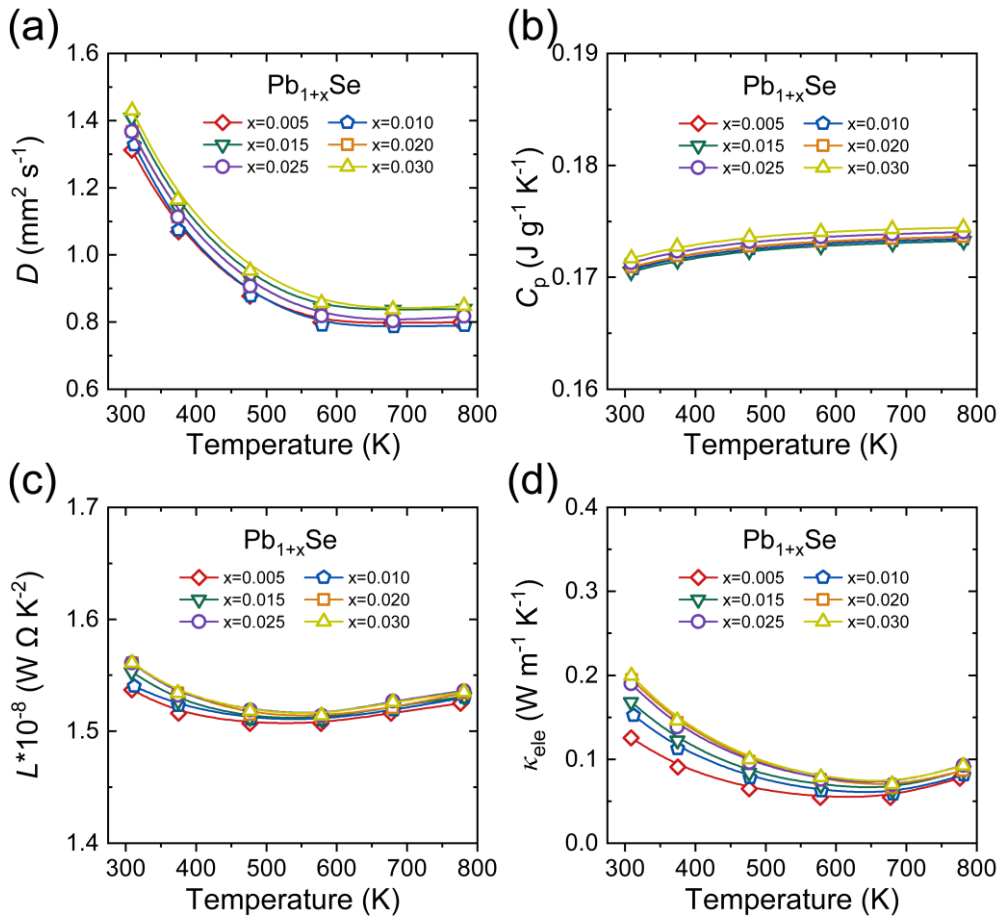 (a)
D (mm² s⁻¹)
1.6
1.4
1.2
1.0
0.8
0.6
Pb₁₊ₓSe
x=0.005 x=0.010
x=0.015 x=0.020
x=0.025 x=0.030
300 400 500 600 700 800
Temperature (K)
(b)
Cₚ (J g⁻¹ K⁻¹)
0.19
0.18
0.17
0.16
Pb₁₊ₓSe
x=0.005 x=0.010
x=0.015 x=0.020
x=0.025 x=0.030
300 400 500 600 700 800
Temperature (K)
(c)
L*10⁻⁸ (W Ω K⁻²)
1.7
1.6
1.5
1.4
Pb₁₊ₓSe
x=0.005 x=0.010
x=0.015 x=0.020
x=0.025 x=0.030
300 400 500 600 700 800
Temperature (K)
(d)
κₑₗₑ (W m⁻¹ K⁻¹)
0.4
0.3
0.2
0.1
0.0
Pb₁₊ₓSe
x=0.005 x=0.010
x=0.015 x=0.020
x=0.025 x=0.030
300 400 500 600 700 800
Temperature (K)